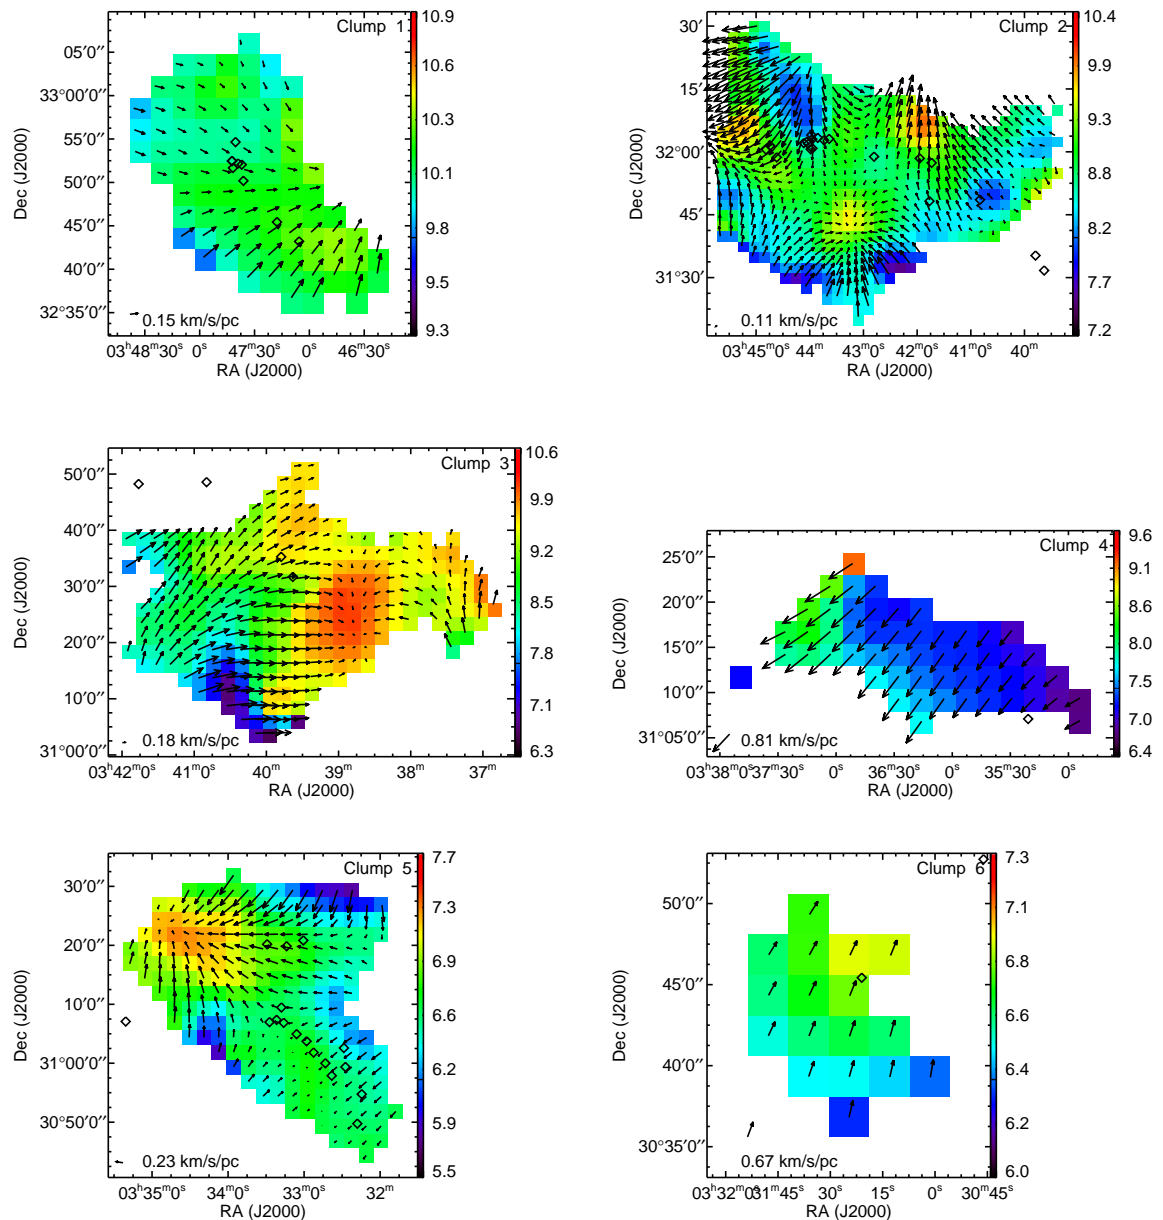 Clump 1
05′0″
33°00′0″
55′0″
50′0″
45′0″
40′0″
32°35′0″
Dec (J2000)
0.15 km/s/pc
03ʰ48ᵐ30ˢ 0ˢ 47ᵐ30ˢ 0ˢ 46ᵐ30ˢ
RA (J2000)
10.9
10.6
10.3
10.1
9.8
9.5
9.3
Clump 2
30′
15′
32°00′
45′
31°30′
Dec (J2000)
0.11 km/s/pc
03ʰ45ᵐ0ˢ 44ᵐ 43ᵐ0ˢ 42ᵐ0ˢ 41ᵐ0ˢ 40ᵐ
RA (J2000)
10.4
9.9
9.3
8.8
8.2
7.7
7.2
Clump 3
50′0″
40′0″
30′0″
20′0″
10′0″
31°00′0″
Dec (J2000)
0.18 km/s/pc
03ʰ42ᵐ0ˢ 41ᵐ0ˢ 40ᵐ 39ᵐ0ˢ 38ᵐ 37ᵐ
RA (J2000)
10.6
9.9
9.2
8.5
7.8
7.1
6.3
Clump 4
25′0″
20′0″
15′0″
10′0″
31°05′0″
Dec (J2000)
0.81 km/s/pc
03ʰ38ᵐ0ˢ37ᵐ30ˢ 0ˢ 36ᵐ30ˢ 0ˢ 35ᵐ30ˢ 0ˢ
RA (J2000)
9.6
9.1
8.6
8.0
7.5
7.0
6.4
Clump 5
30′0″
20′0″
10′0″
31°00′0″
30°50′0″
Dec (J2000)
0.23 km/s/pc
03ʰ35ᵐ0ˢ 34ᵐ0ˢ 33ᵐ0ˢ 32ᵐ
RA (J2000)
7.7
7.3
6.9
6.6
6.2
5.9
5.5
Clump 6
50′0″
45′0″
40′0″
30°35′0″
Dec (J2000)
0.67 km/s/pc
03ʰ32ᵐ0ˢ31ᵐ45ˢ 30ˢ 15ˢ 0ˢ 30ᵐ45ˢ
RA (J2000)
7.3
7.1
6.8
6.6
6.4
6.2
6.0